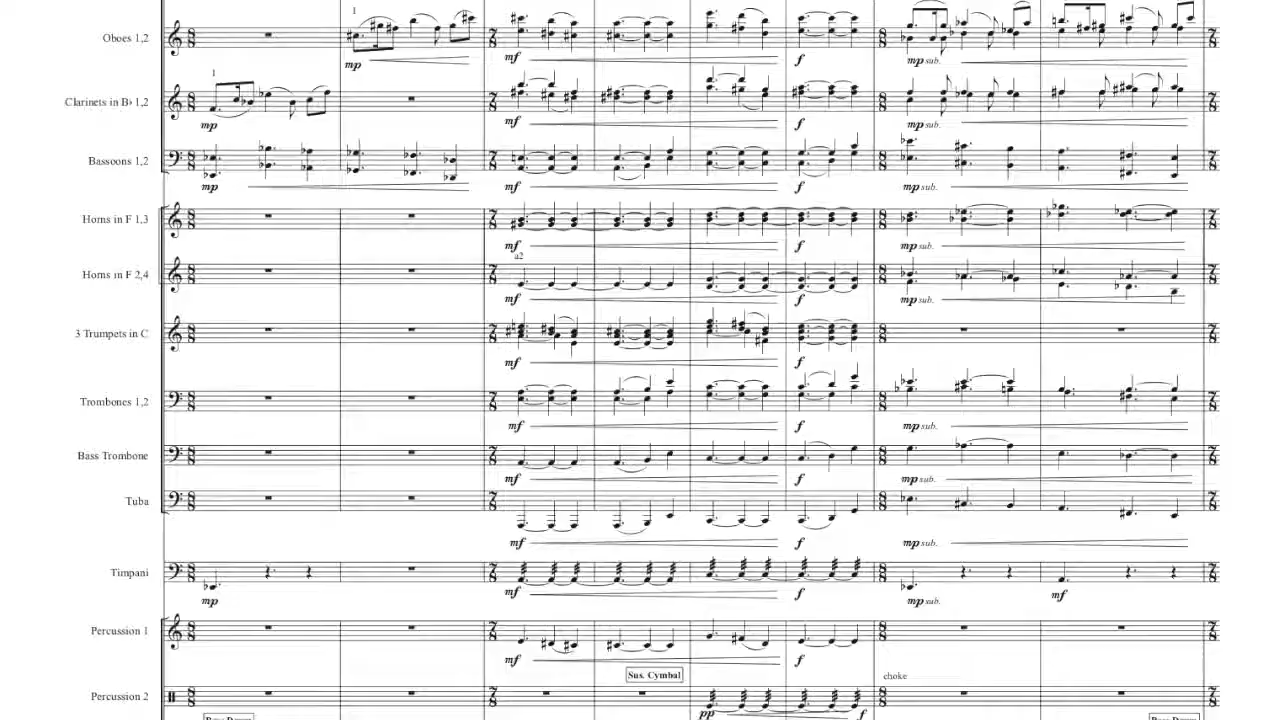 Oboes 1,2
1
mp
mf
f
mp sub.
Clarinets in B♭ 1,2
1
mp
mf
f
mp sub.
Bassoons 1,2
mp
mf
f
mp sub.
Horns in F 1,3
mf
f
mp sub.
Horns in F 2,4
a2
mf
f
mp sub.
3 Trumpets in C
mf
f
Trombones 1,2
mf
f
mp sub.
Bass Trombone
mf
f
mp sub.
Tuba
mf
f
mp sub.
Timpani
mp
mf
f
mp sub.
mf
Percussion 1
mf
f
Sus. Cymbal
choke
Percussion 2
pp
f